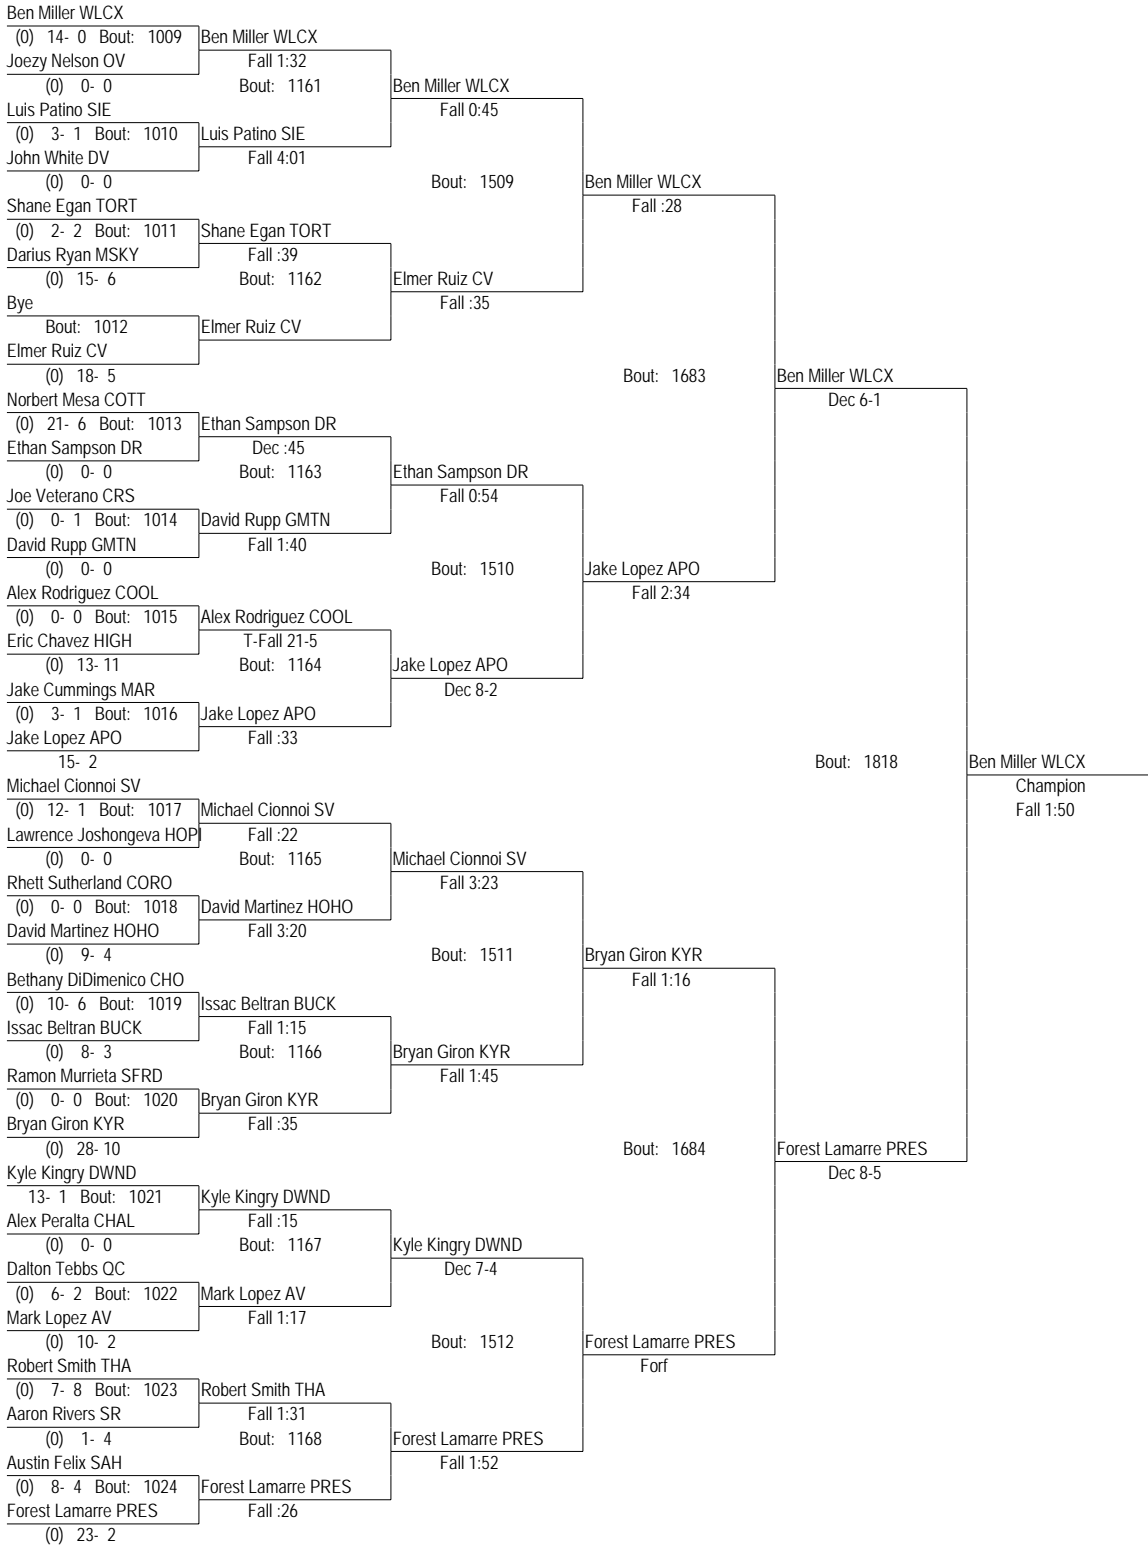 Ben Miller WLCX
(0) 14- 0 Bout: 1009 Ben Miller WLCX
Joezy Nelson OV Fall 1:32
(0) 0- 0 Bout: 1161 Ben Miller WLCX
Luis Patino SIE Fall 0:45
(0) 3- 1 Bout: 1010 Luis Patino SIE
John White DV Fall 4:01
(0) 0- 0 Bout: 1509 Ben Miller WLCX
Shane Egan TORT Fall :28
(0) 2- 2 Bout: 1011 Shane Egan TORT
Darius Ryan MSKY Fall :39
(0) 15- 6 Bout: 1162 Elmer Ruiz CV
Bye Fall :35
Bout: 1012 Elmer Ruiz CV
Elmer Ruiz CV
(0) 18- 5 Bout: 1683 Ben Miller WLCX
Norbert Mesa COTT Dec 6-1
(0) 21- 6 Bout: 1013 Ethan Sampson DR
Ethan Sampson DR Dec :45
(0) 0- 0 Bout: 1163 Ethan Sampson DR
Joe Veterano CRS Fall 0:54
(0) 0- 1 Bout: 1014 David Rupp GMTN
David Rupp GMTN Fall 1:40
(0) 0- 0 Bout: 1510 Jake Lopez APO
Alex Rodriguez COOL Fall 2:34
(0) 0- 0 Bout: 1015 Alex Rodriguez COOL
Eric Chavez HIGH T-Fall 21-5
(0) 13- 11 Bout: 1164 Jake Lopez APO
Jake Cummings MAR Dec 8-2
(0) 3- 1 Bout: 1016 Jake Lopez APO
Jake Lopez APO Fall :33
15- 2 Bout: 1818 Ben Miller WLCX
Michael Cionnoi SV Champion
(0) 12- 1 Bout: 1017 Michael Cionnoi SV Fall 1:50
Lawrence Joshongeva HOPI Fall :22
(0) 0- 0 Bout: 1165 Michael Cionnoi SV
Rhett Sutherland CORO Fall 3:23
(0) 0- 0 Bout: 1018 David Martinez HOHO
David Martinez HOHO Fall 3:20
(0) 9- 4 Bout: 1511 Bryan Giron KYR
Bethany DiDimenico CHO Fall 1:16
(0) 10- 6 Bout: 1019 Issac Beltran BUCK
Issac Beltran BUCK Fall 1:15
(0) 8- 3 Bout: 1166 Bryan Giron KYR
Ramon Murrieta SFRD Fall 1:45
(0) 0- 0 Bout: 1020 Bryan Giron KYR
Bryan Giron KYR Fall :35
(0) 28- 10 Bout: 1684 Forest Lamarre PRES
Kyle Kingry DWND Dec 8-5
13- 1 Bout: 1021 Kyle Kingry DWND
Alex Peralta CHAL Fall :15
(0) 0- 0 Bout: 1167 Kyle Kingry DWND
Dalton Tebbs QC Dec 7-4
(0) 6- 2 Bout: 1022 Mark Lopez AV
Mark Lopez AV Fall 1:17
(0) 10- 2 Bout: 1512 Forest Lamarre PRES
Robert Smith THA Forf
(0) 7- 8 Bout: 1023 Robert Smith THA
Aaron Rivers SR Fall 1:31
(0) 1- 4 Bout: 1168 Forest Lamarre PRES
Austin Felix SAH Fall 1:52
(0) 8- 4 Bout: 1024 Forest Lamarre PRES
Forest Lamarre PRES Fall :26
(0) 23- 2